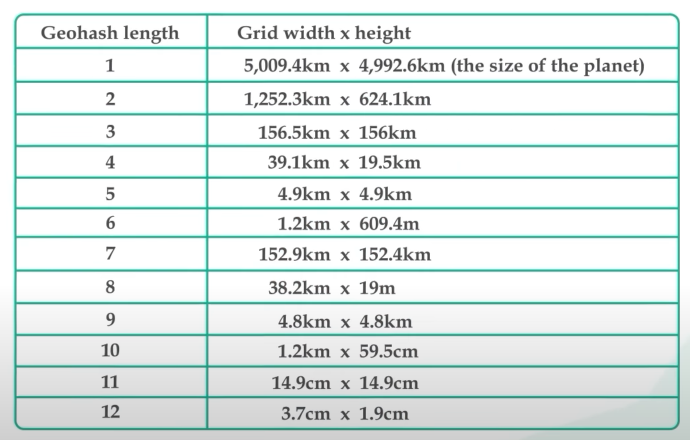 Geohash length Grid width x height
1 5,009.4km x 4,992.6km (the size of the planet)
2 1,252.3km x 624.1km
3 156.5km x 156km
4 39.1km x 19.5km
5 4.9km x 4.9km
6 1.2km x 609.4m
7 152.9km x 152.4km
8 38.2km x 19m
9 4.8km x 4.8km
10 1.2km x 59.5cm
11 14.9cm x 14.9cm
12 3.7cm x 1.9cm